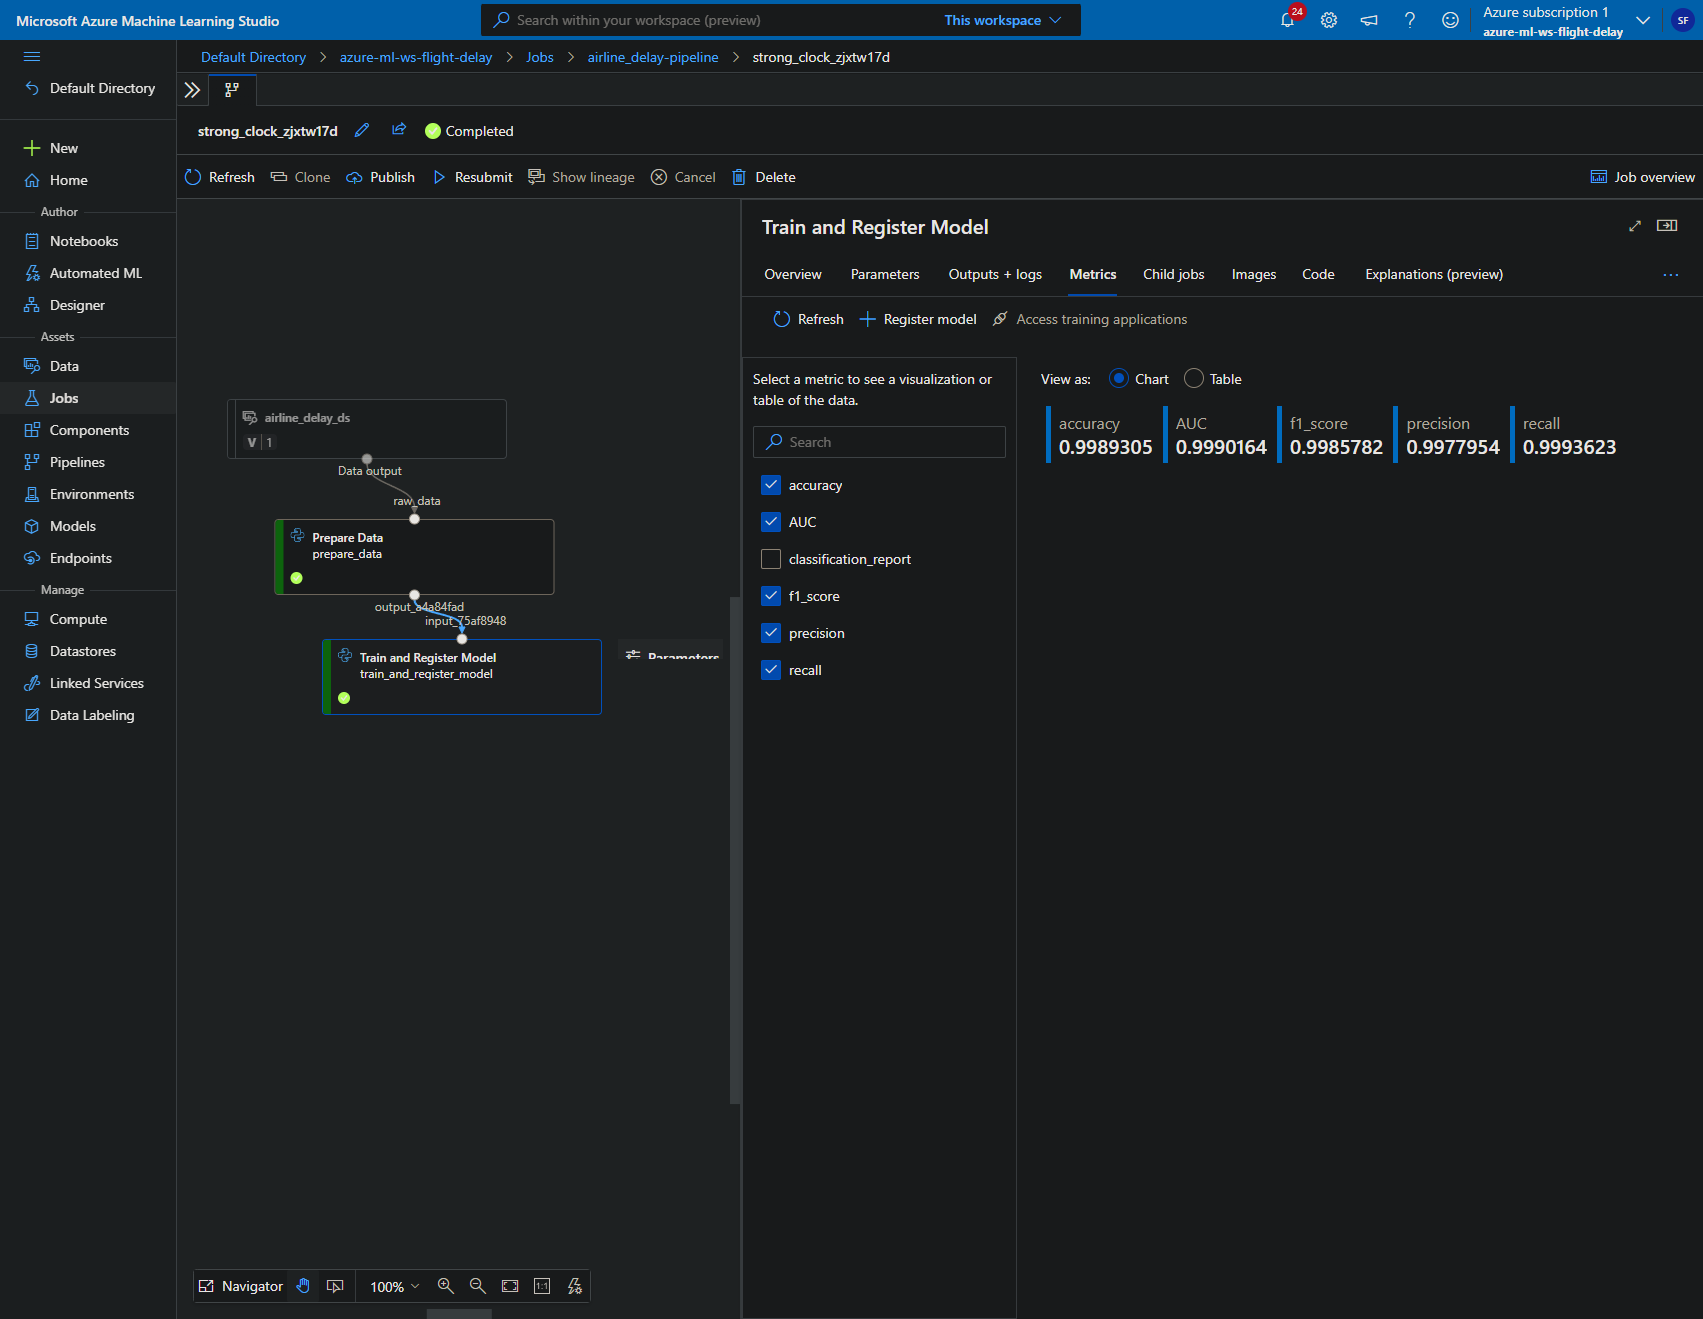 Microsoft Azure Machine Learning Studio
Search within your workspace (preview)
This workspace
24
Azure subscription 1
azure-ml-ws-flight-delay
SF
Default Directory
New
Home
Author
Notebooks
Automated ML
Designer
Assets
Data
Jobs
Components
Pipelines
Environments
Models
Endpoints
Manage
Compute
Datastores
Linked Services
Data Labeling
Default Directory > azure-ml-ws-flight-delay > Jobs > airline_delay-pipeline > strong_clock_zjxtw17d
strong_clock_zjxtw17d
Completed
Refresh
Clone
Publish
Resubmit
Show lineage
Cancel
Delete
Job overview
airline_delay_ds
V 1
Data output
raw_data
Prepare Data
prepare_data
output_a4a84fad
input_75af8948
Train and Register Model
train_and_register_model
Parameters
Navigator
100%
1:1
Train and Register Model
Overview
Parameters
Outputs + logs
Metrics
Child jobs
Images
Code
Explanations (preview)
Refresh
Register model
Access training applications
Select a metric to see a visualization or
table of the data.
Search
accuracy
AUC
classification_report
f1_score
precision
recall
View as:
Chart
Table
accuracy
0.9989305
AUC
0.9990164
f1_score
0.9985782
precision
0.9977954
recall
0.9993623